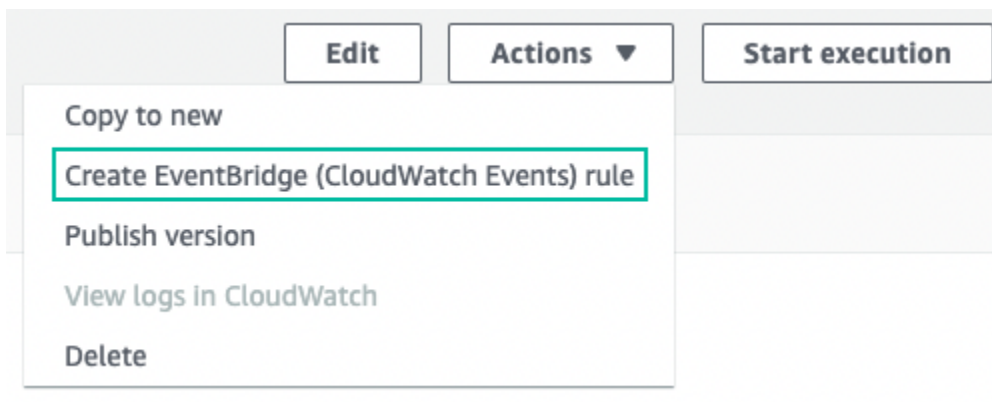 Edit
Actions ▼
Start execution
Copy to new
Create EventBridge (CloudWatch Events) rule
Publish version
View logs in CloudWatch
Delete